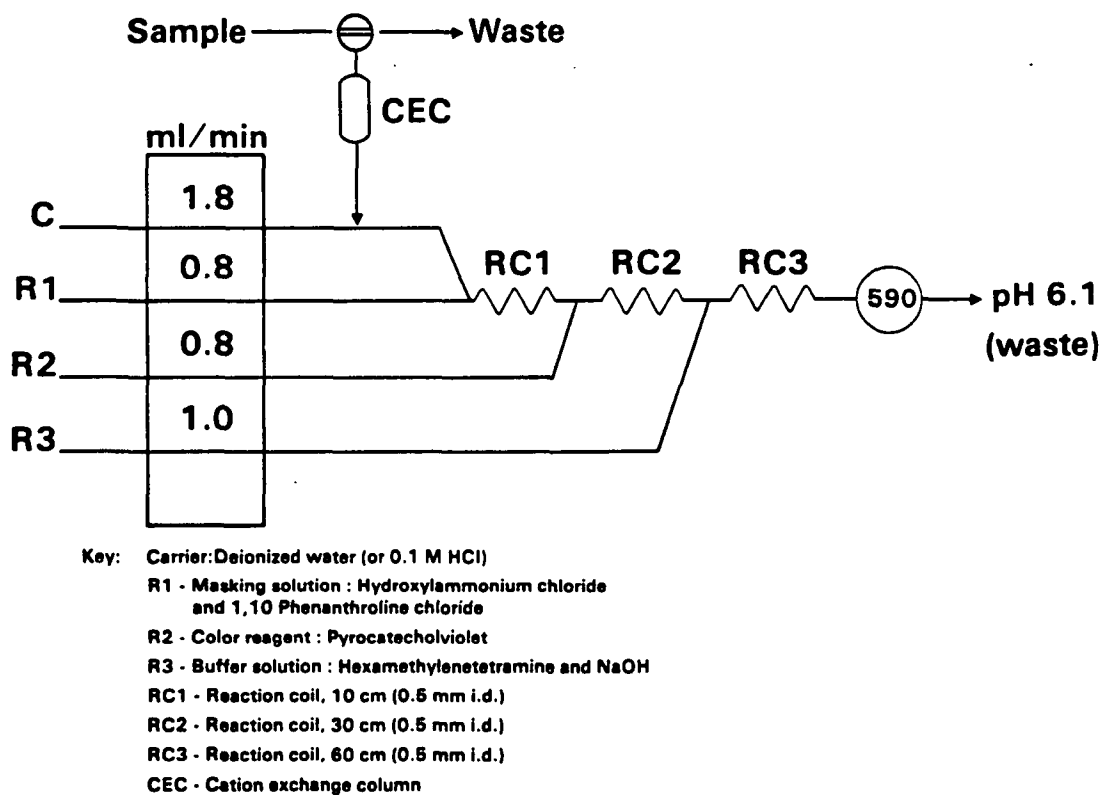 Sample Waste
CEC
ml/min
C 1.8
R1 0.8
RC1 RC2 RC3
590 pH 6.1
(waste)
R2 0.8
R3 1.0
Key: Carrier:Deionized water (or 0.1 M HCl)
R1 - Masking solution : Hydroxylammonium chloride
and 1,10 Phenanthroline chloride
R2 - Color reagent : Pyrocatecholviolet
R3 - Buffer solution : Hexamethylenetetramine and NaOH
RC1 - Reaction coil, 10 cm (0.5 mm i.d.)
RC2 - Reaction coil, 30 cm (0.5 mm i.d.)
RC3 - Reaction coil, 60 cm (0.5 mm i.d.)
CEC - Cation exchange column